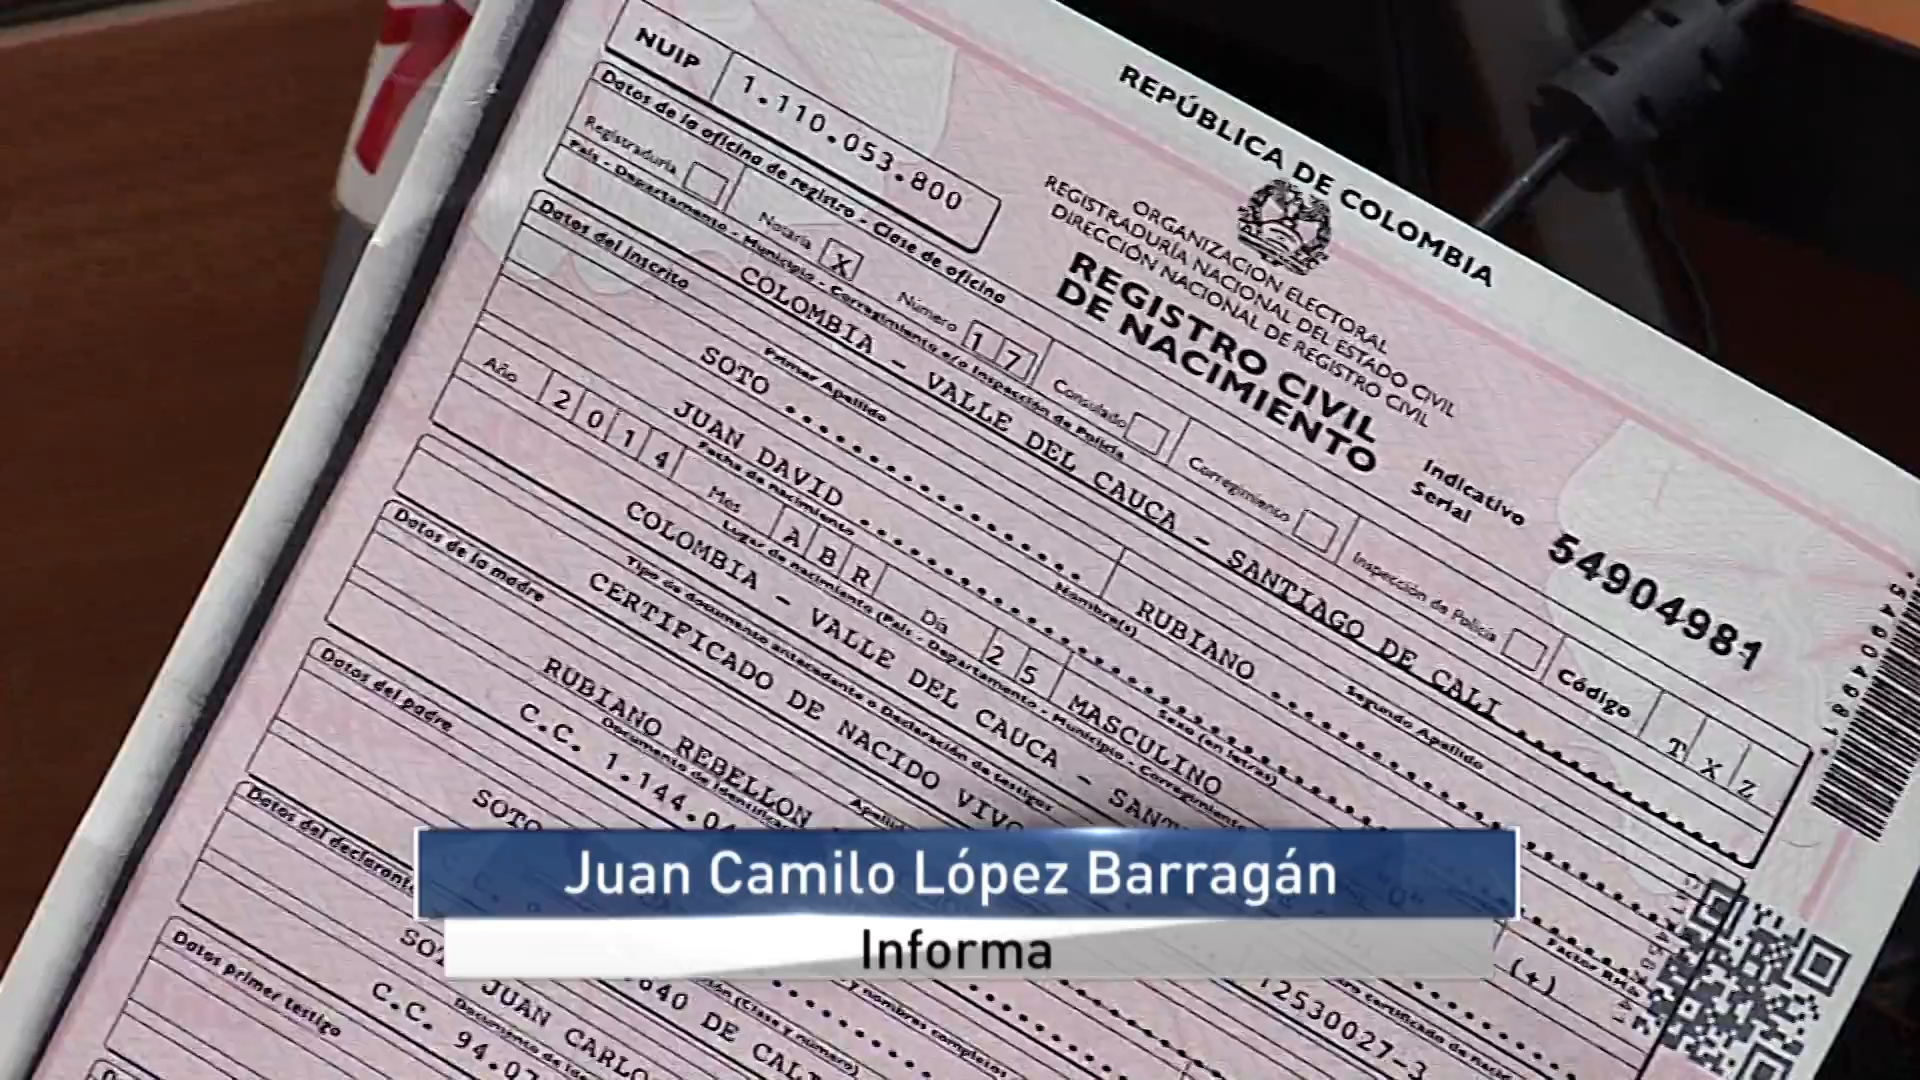 REPÚBLICA DE COLOMBIA
ORGANIZACION ELECTORAL
REGISTRADURÍA NACIONAL DEL ESTADO CIVIL
DIRECCIÓN NACIONAL DE REGISTRO CIVIL
REGISTRO CIVIL
DE NACIMIENTO
NUIP 1.110.053.800
Indicativo
Serial 54904981
Datos de la oficina de registro - Clase de oficina
Registraduría Notaría X Número 1 7 Consulado Corregimiento Inspección de Policía Código T X Z
País - Departamento - Municipio - Corregimiento e/o Inspección de Policía
COLOMBIA - VALLE DEL CAUCA - SANTIAGO DE CALI
Datos del inscrito
Primer Apellido Segundo Apellido
SOTO RUBIANO
Nombre(s)
JUAN DAVID
Fecha de nacimiento Sexo (en letras)
Año 2 0 1 4 Mes A B R Día 2 5 MASCULINO
Lugar de nacimiento (País - Departamento - Municipio - Corregimiento
COLOMBIA - VALLE DEL CAUCA -
Tipo de documento antecedente o Declaración de testigos
CERTIFICADO DE NACIDO VIVO
12530027-3
Datos de la madre
RUBIANO REBELLON
C.C. 1.144.04
Datos del padre
SOTO
Datos del declarante
JUAN CARLO
640 DE CALI
Datos primer testigo
C.C. 94.07
Juan Camilo López Barragán
Informa